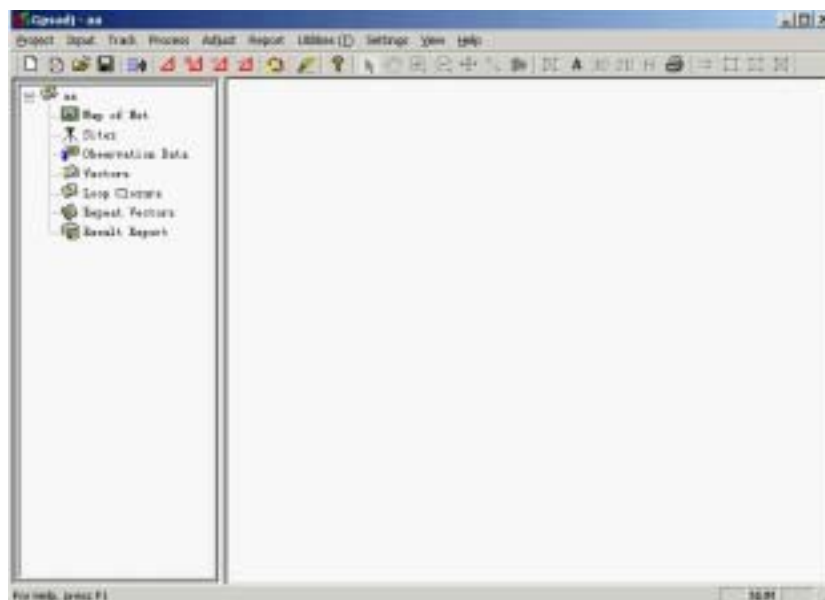 Gpsadj - aa
Project Input Track Process Adjust Report Utilities(T) Settings View Help
A H
aa
Map of Net
Sites
Observation Data
Vectors
Loop Closure
Repeat Vectors
Result Report
For Help, press F1
NUM